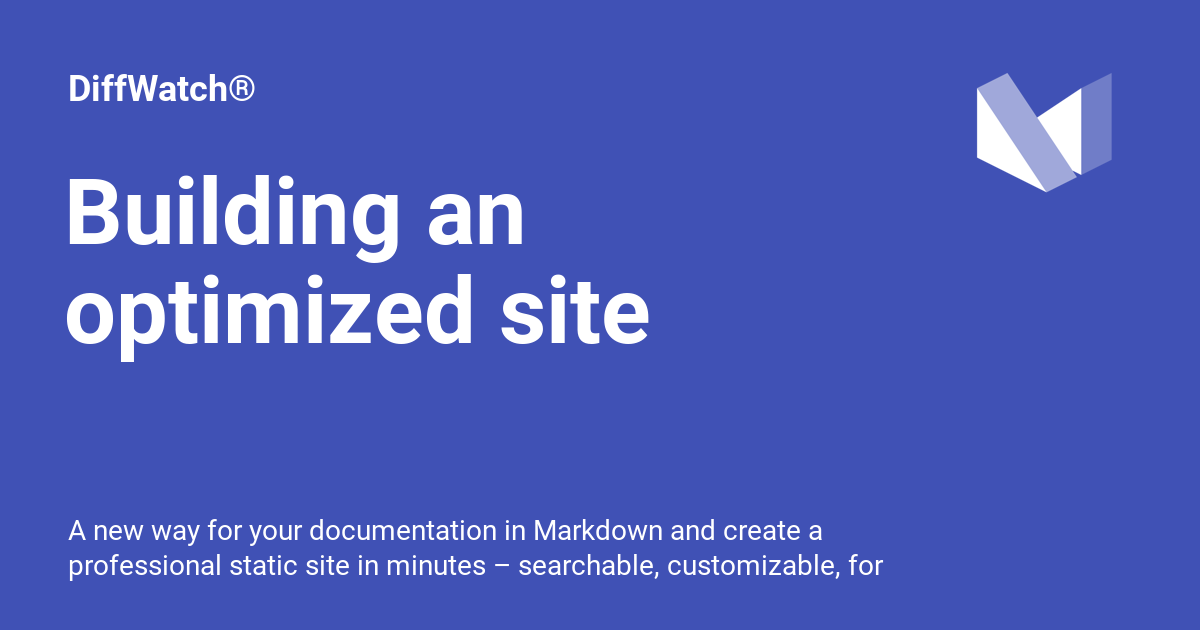 DiffWatch®
Building an
optimized site
A new way for your documentation in Markdown and create a
professional static site in minutes – searchable, customizable, for